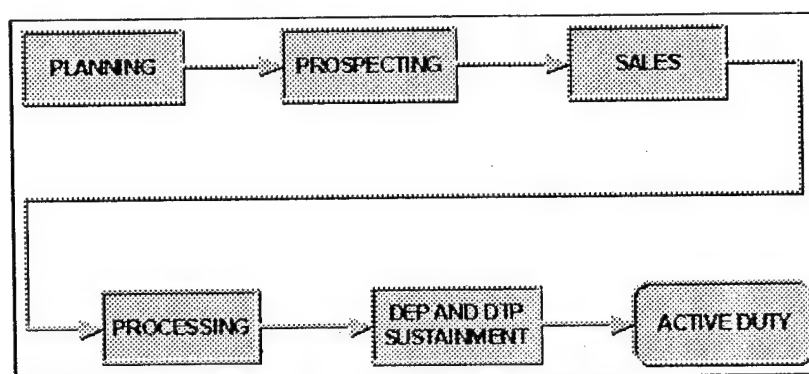 PLANNING
PROSPECTING
SALES
PROCESSING
DEP AND DTP
SUSTAINMENT
ACTIVE DUTY